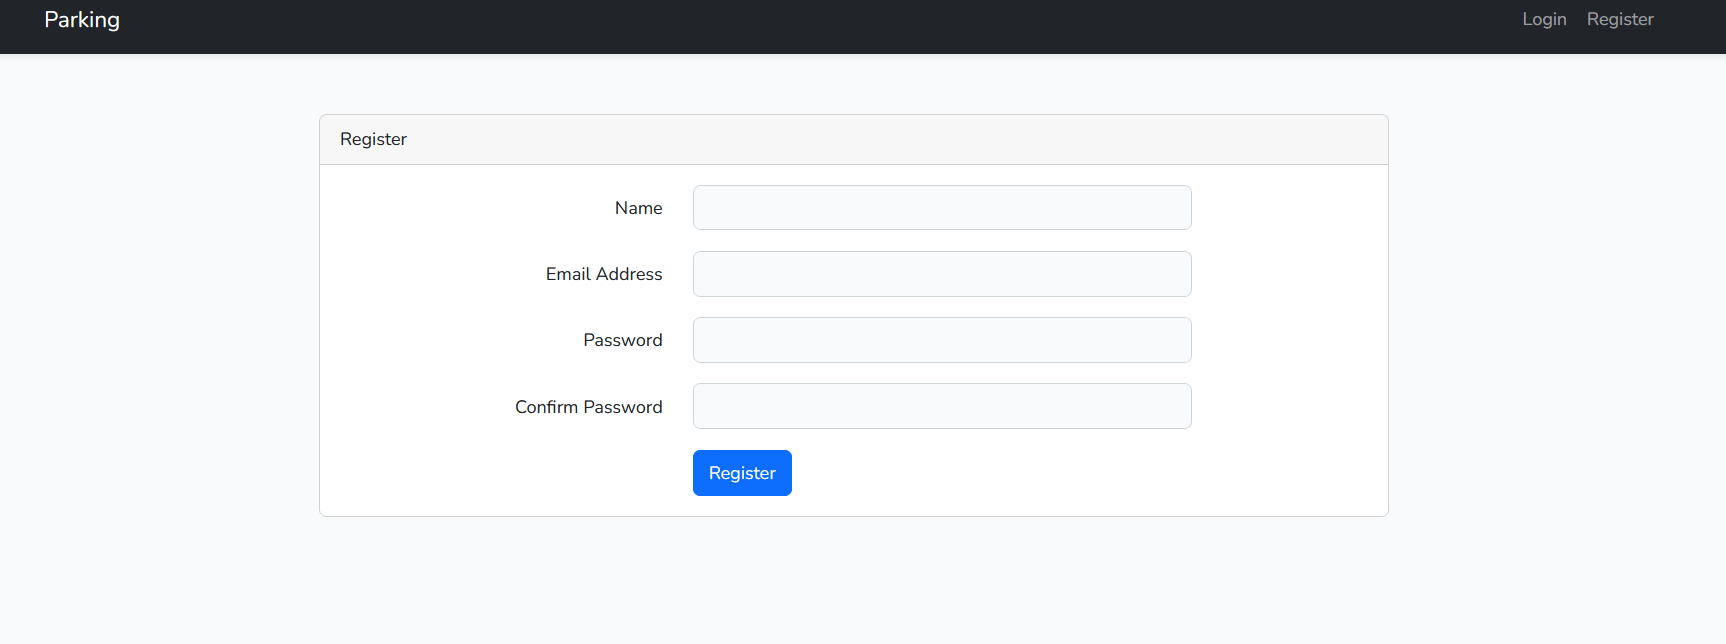 Parking
Login Register
Register
Name
Email Address
Password
Confirm Password
Register